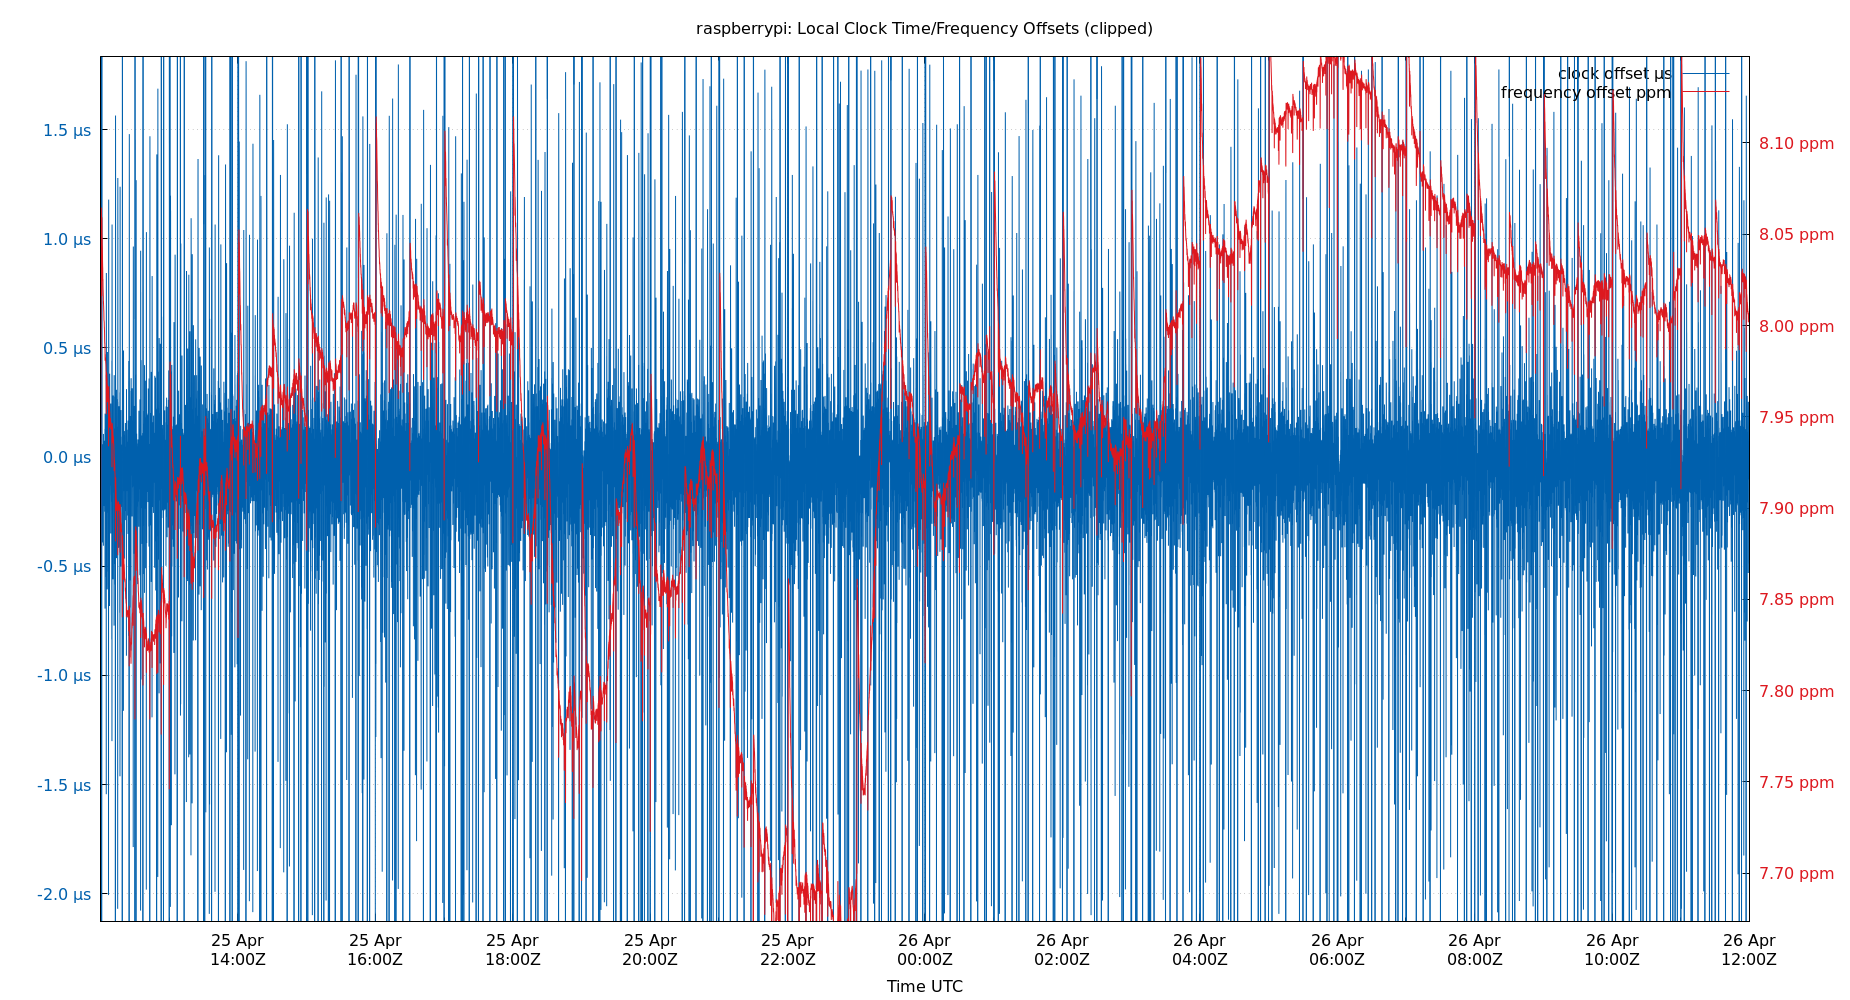 raspberrypi: Local Clock Time/Frequency Offsets (clipped)
clock offset µs
frequency offset ppm
1.5 µs
1.0 µs
0.5 µs
0.0 µs
-0.5 µs
-1.0 µs
-1.5 µs
-2.0 µs
8.10 ppm
8.05 ppm
8.00 ppm
7.95 ppm
7.90 ppm
7.85 ppm
7.80 ppm
7.75 ppm
7.70 ppm
25 Apr 25 Apr 25 Apr 25 Apr 25 Apr 26 Apr 26 Apr 26 Apr 26 Apr 26 Apr 26 Apr 26 Apr
14:00Z 16:00Z 18:00Z 20:00Z 22:00Z 00:00Z 02:00Z 04:00Z 06:00Z 08:00Z 10:00Z 12:00Z
Time UTC